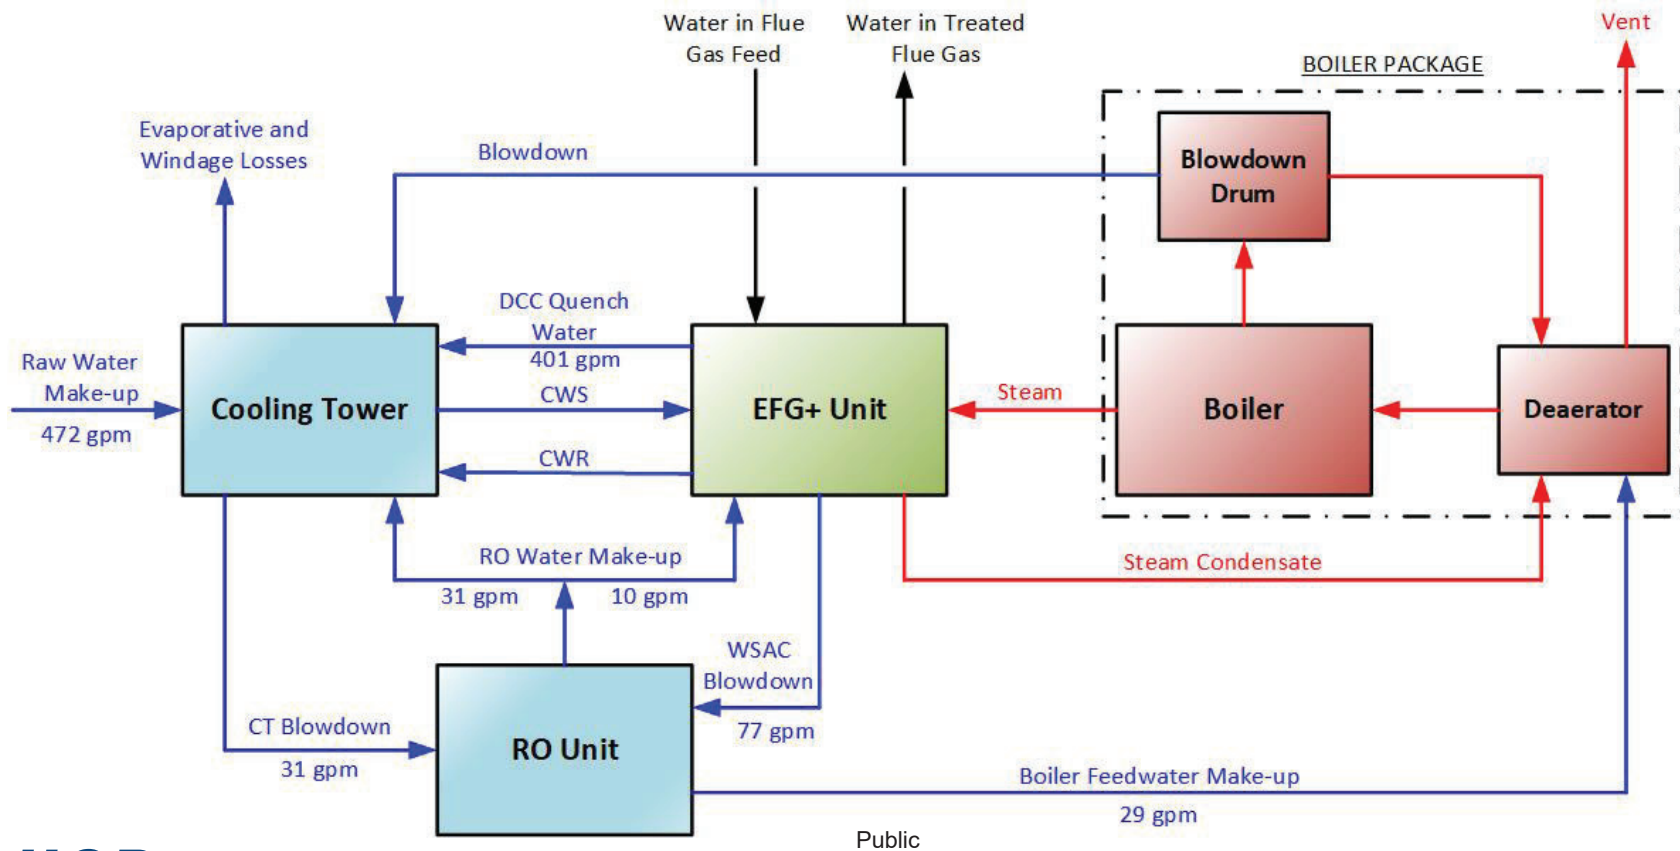 Water in Flue
Gas Feed
Water in Treated
Flue Gas
Vent
BOILER PACKAGE
Evaporative and
Windage Losses
Blowdown
Blowdown
Drum
DCC Quench
Water
401 gpm
Raw Water
Make-up
472 gpm
Cooling Tower
CWS
EFG+ Unit
Steam
Boiler
Deaerator
CWR
RO Water Make-up
31 gpm
10 gpm
Steam Condensate
WSAC
Blowdown
77 gpm
CT Blowdown
31 gpm
RO Unit
Boiler Feedwater Make-up
29 gpm
Public